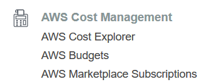 AWS Cost Management
AWS Cost Explorer
AWS Budgets
AWS Marketplace Subscriptions